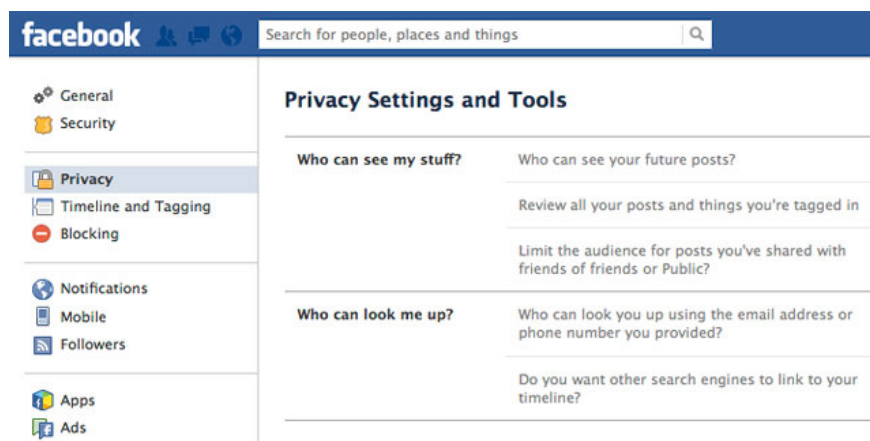 facebook
Search for people, places and things
General
Security
Privacy
Timeline and Tagging
Blocking
Notifications
Mobile
Followers
Apps
Ads
Privacy Settings and Tools
Who can see my stuff?
Who can see your future posts?
Review all your posts and things you're tagged in
Limit the audience for posts you've shared with
friends of friends or Public?
Who can look me up?
Who can look you up using the email address or
phone number you provided?
Do you want other search engines to link to your
timeline?